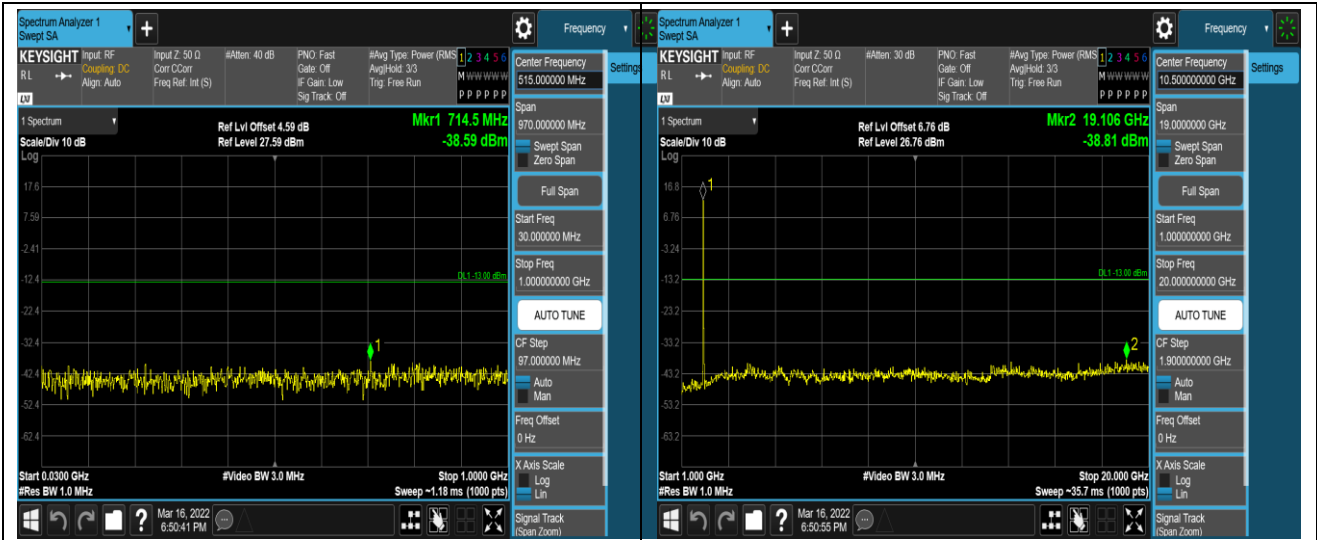 Spectrum Analyzer 1
Swept SA
KEYSIGHT
RL
LXI
Input: RF
Coupling: DC
Align: Auto
Input Z: 50 Ω
Corr CCorr
Freq Ref: Int (S)
#Atten: 40 dB
PNO: Fast
Gate: Off
IF Gain: Low
Sig Track: Off
#Avg Type: Power (RMS
Avg|Hold: 3/3
Trig: Free Run
1 2 3 4 5 6
M W W W W W
P P P P P P
1 Spectrum
Scale/Div 10 dB
Log
Ref Lvl Offset 4.59 dB
Ref Level 27.59 dBm
Mkr1 714.5 MHz
-38.59 dBm
17.6
7.59
-2.41
-12.4
-22.4
-32.4
-42.4
-52.4
-62.4
DL1 -13.00 dBm
1
Start 0.0300 GHz
#Res BW 1.0 MHz
#Video BW 3.0 MHz
Stop 1.0000 GHz
Sweep ~1.18 ms (1000 pts)
Mar 16, 2022
6:50:41 PM
Frequency
Settings
Center Frequency
515.000000 MHz
Span
970.000000 MHz
Swept Span
Zero Span
Full Span
Start Freq
30.000000 MHz
Stop Freq
1.000000000 GHz
AUTO TUNE
CF Step
97.000000 MHz
Auto
Man
Freq Offset
0 Hz
X Axis Scale
Log
Lin
Signal Track
(Span Zoom)
Spectrum Analyzer 1
Swept SA
KEYSIGHT
RL
LXI
Input: RF
Coupling: DC
Align: Auto
Input Z: 50 Ω
Corr CCorr
Freq Ref: Int (S)
#Atten: 30 dB
PNO: Fast
Gate: Off
IF Gain: Low
Sig Track: Off
#Avg Type: Power (RMS
Avg|Hold: 3/3
Trig: Free Run
1 2 3 4 5 6
M W W W W W
P P P P P P
1 Spectrum
Scale/Div 10 dB
Log
Ref Lvl Offset 6.76 dB
Ref Level 26.76 dBm
Mkr2 19.106 GHz
-38.81 dBm
16.8
6.76
-3.24
-13.2
-23.2
-33.2
-43.2
-53.2
-63.2
DL1 -13.00 dBm
1
2
Start 1.000 GHz
#Res BW 1.0 MHz
#Video BW 3.0 MHz
Stop 20.000 GHz
Sweep ~35.7 ms (1000 pts)
Mar 16, 2022
6:50:55 PM
Frequency
Settings
Center Frequency
10.500000000 GHz
Span
19.0000000 GHz
Swept Span
Zero Span
Full Span
Start Freq
1.000000000 GHz
Stop Freq
20.000000000 GHz
AUTO TUNE
CF Step
1.900000000 GHz
Auto
Man
Freq Offset
0 Hz
X Axis Scale
Log
Lin
Signal Track
(Span Zoom)